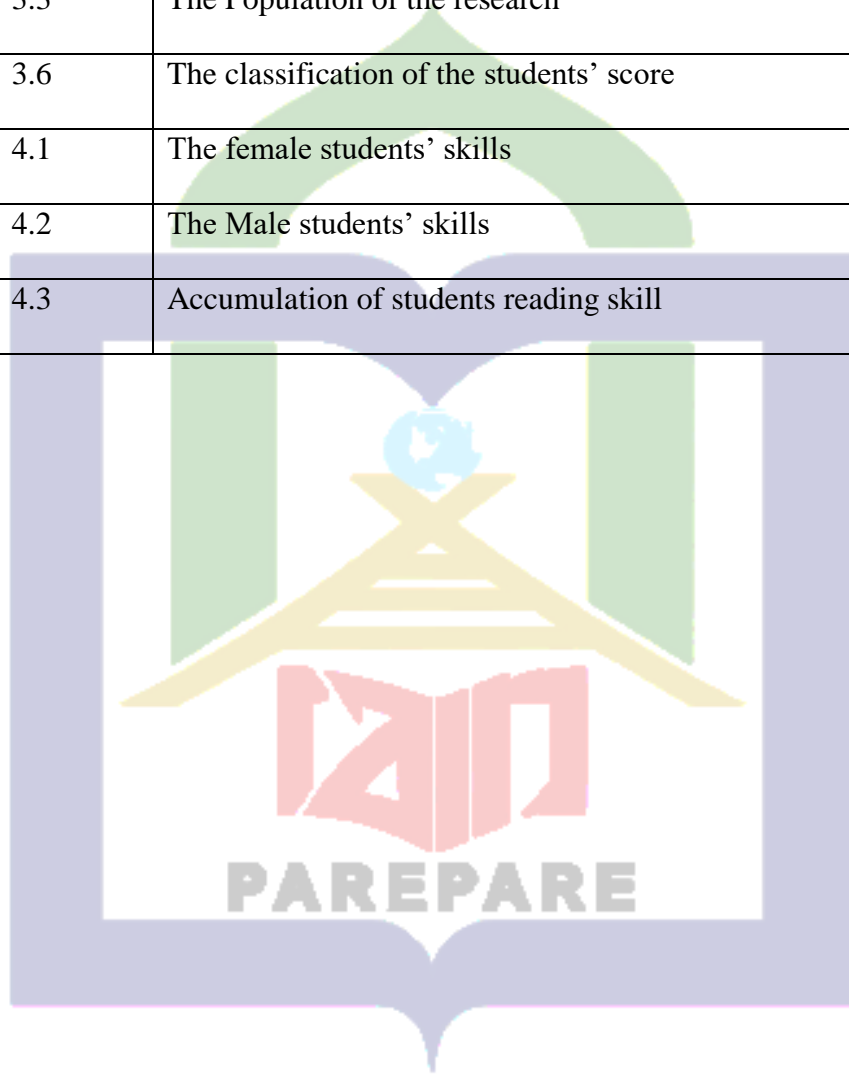 The Population of the research
3.6 The classification of the students’ score
4.1 The female students’ skills
4.2 The Male students’ skills
4.3 Accumulation of students reading skill
iain
PAREPARE